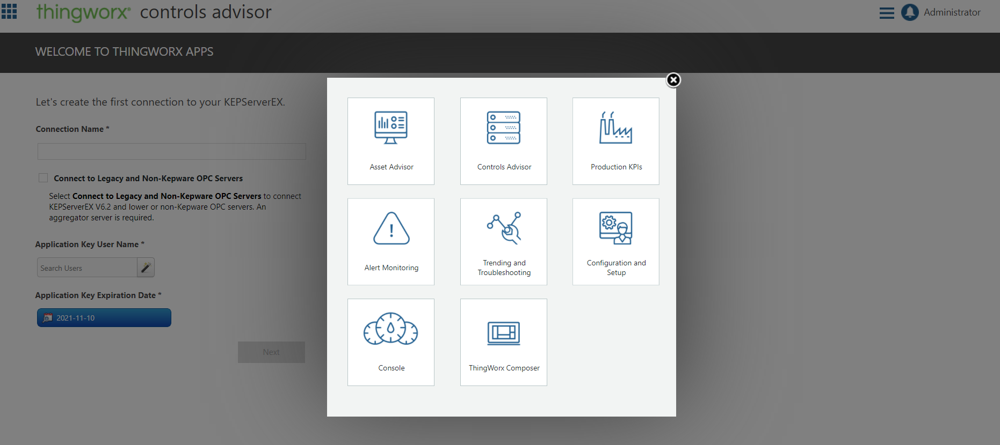 thingworx® controls advisor
Administrator
WELCOME TO THINGWORX APPS
Let's create the first connection to your KEPServerEX.
Connection Name *
Connect to Legacy and Non-Kepware OPC Servers
Select Connect to Legacy and Non-Kepware OPC Servers to connect
KEPServerEX V6.2 and lower or non-Kepware OPC servers. An
aggregator server is required.
Application Key User Name *
Search Users
Application Key Expiration Date *
2021-11-10
Next
Asset Advisor
Controls Advisor
Production KPIs
Alert Monitoring
Trending and
Troubleshooting
Configuration and
Setup
Console
ThingWorx Composer